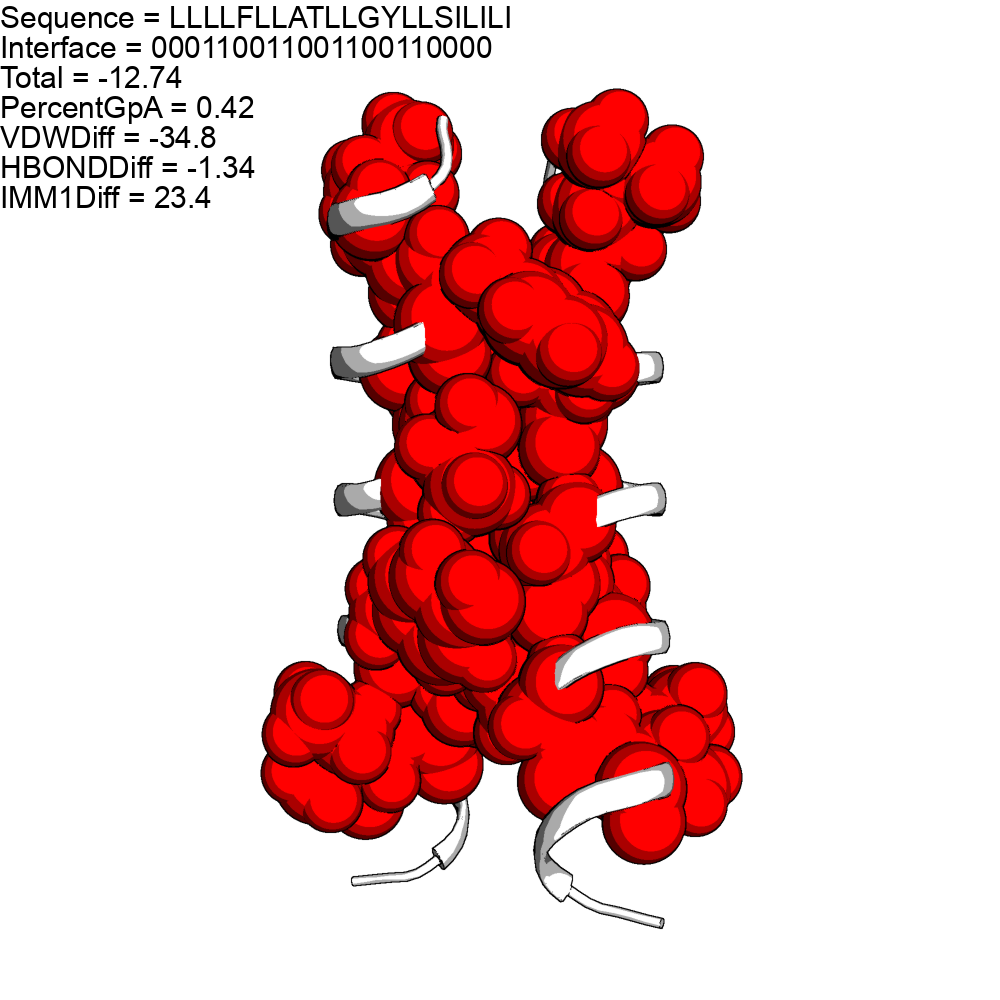 Sequence = LLLLFLLATLLGYLLSILILI
Interface = 000110011001100110000
Total = -12.74
PercentGpA = 0.42
VDWDiff = -34.8
HBONDDiff = -1.34
IMM1Diff = 23.4